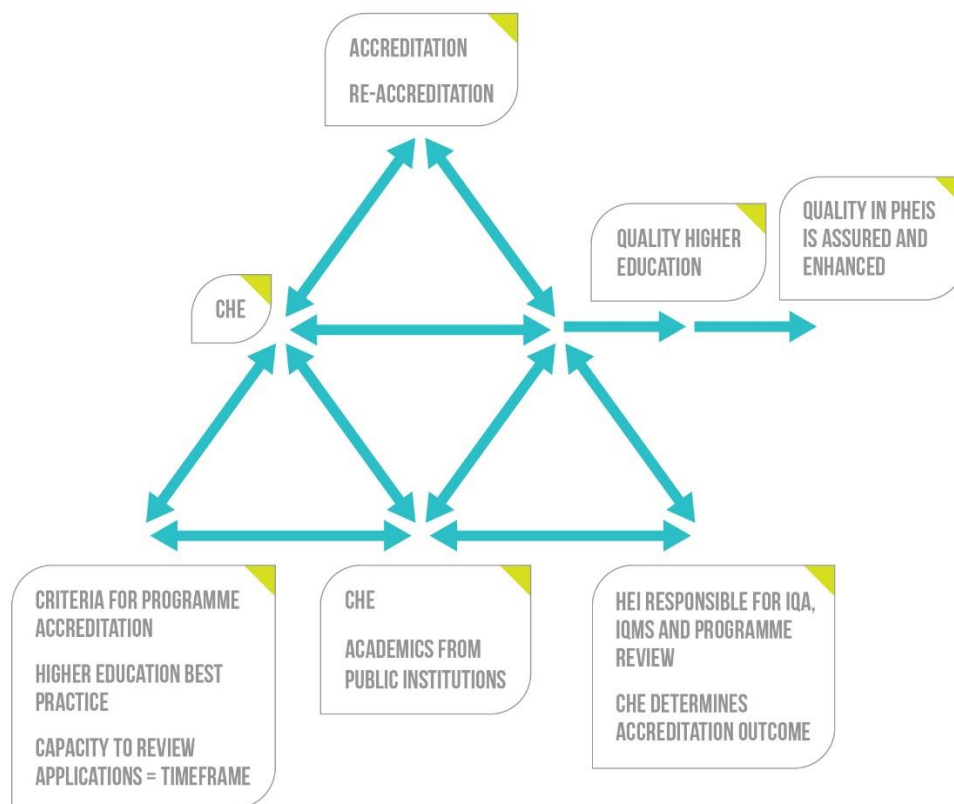 ACCREDITATION
RE-ACCREDITATION
QUALITY HIGHER
EDUCATION
QUALITY IN PHEIS
IS ASSURED AND
ENHANCED
CHE
CRITERIA FOR PROGRAMME
ACCREDITATION
HIGHER EDUCATION BEST
PRACTICE
CAPACITY TO REVIEW
APPLICATIONS = TIMEFRAME
CHE
ACADEMICS FROM
PUBLIC INSTITUTIONS
HEI RESPONSIBLE FOR IQA,
IQMS AND PROGRAMME
REVIEW
CHE DETERMINES
ACCREDITATION OUTCOME